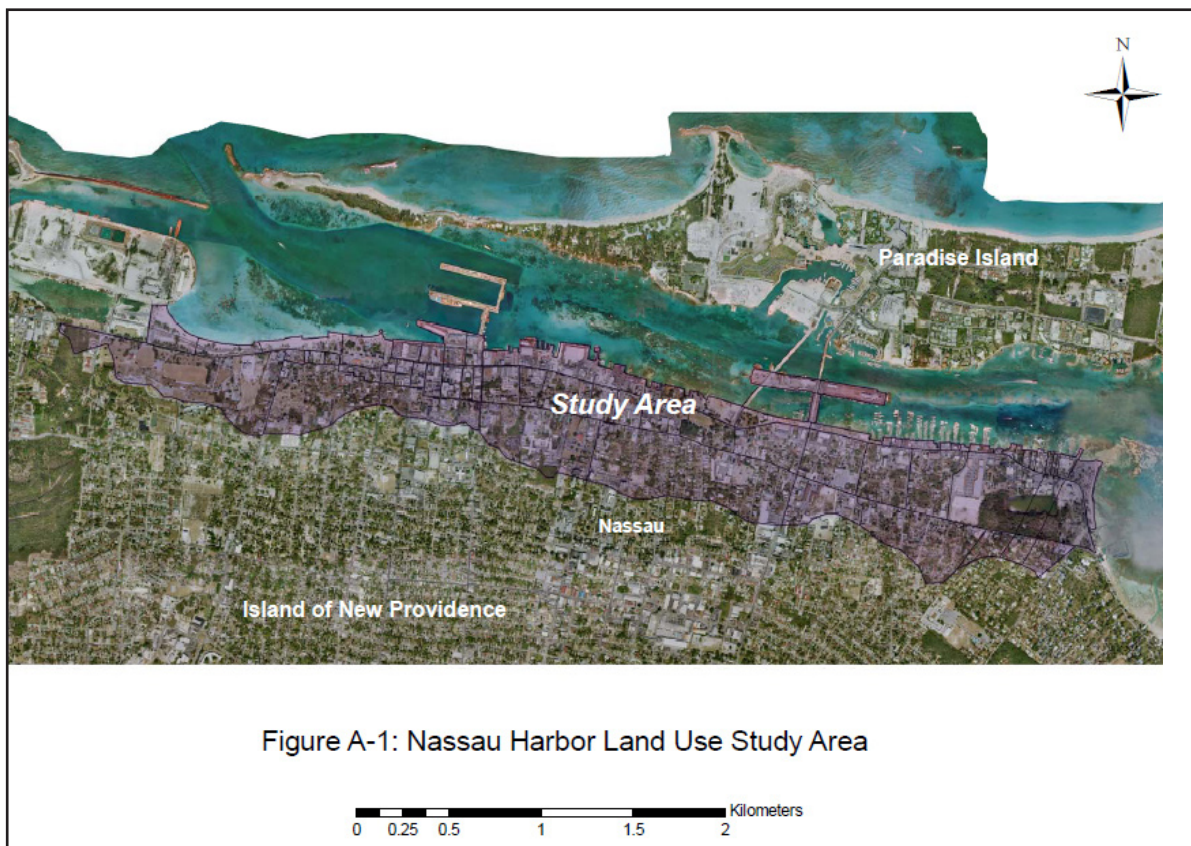 N
Paradise Island
Study Area
Nassau
Island of New Providence
Figure A-1: Nassau Harbor Land Use Study Area
Kilometers
0 0.25 0.5 1 1.5 2